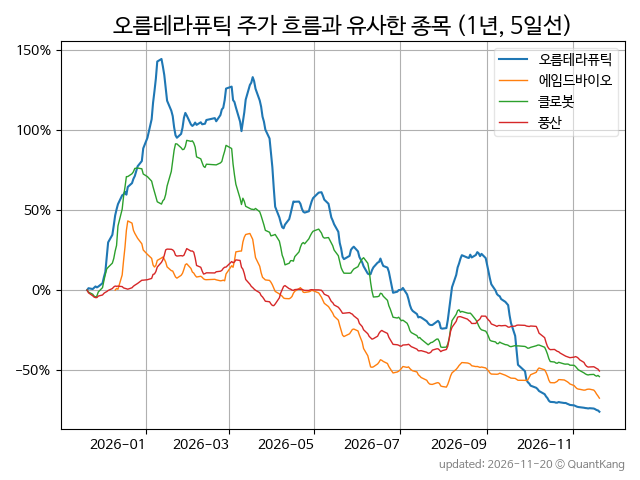 오름테라퓨틱 주가 흐름과 유사한 종목 (1년, 5일선)
오름테라퓨틱
에임드바이오
클로봇
풍산
150%
100%
50%
0%
−50%
2026-01
2026-03
2026-05
2026-07
2026-09
2026-11
updated: 2026-11-20 © QuantKang